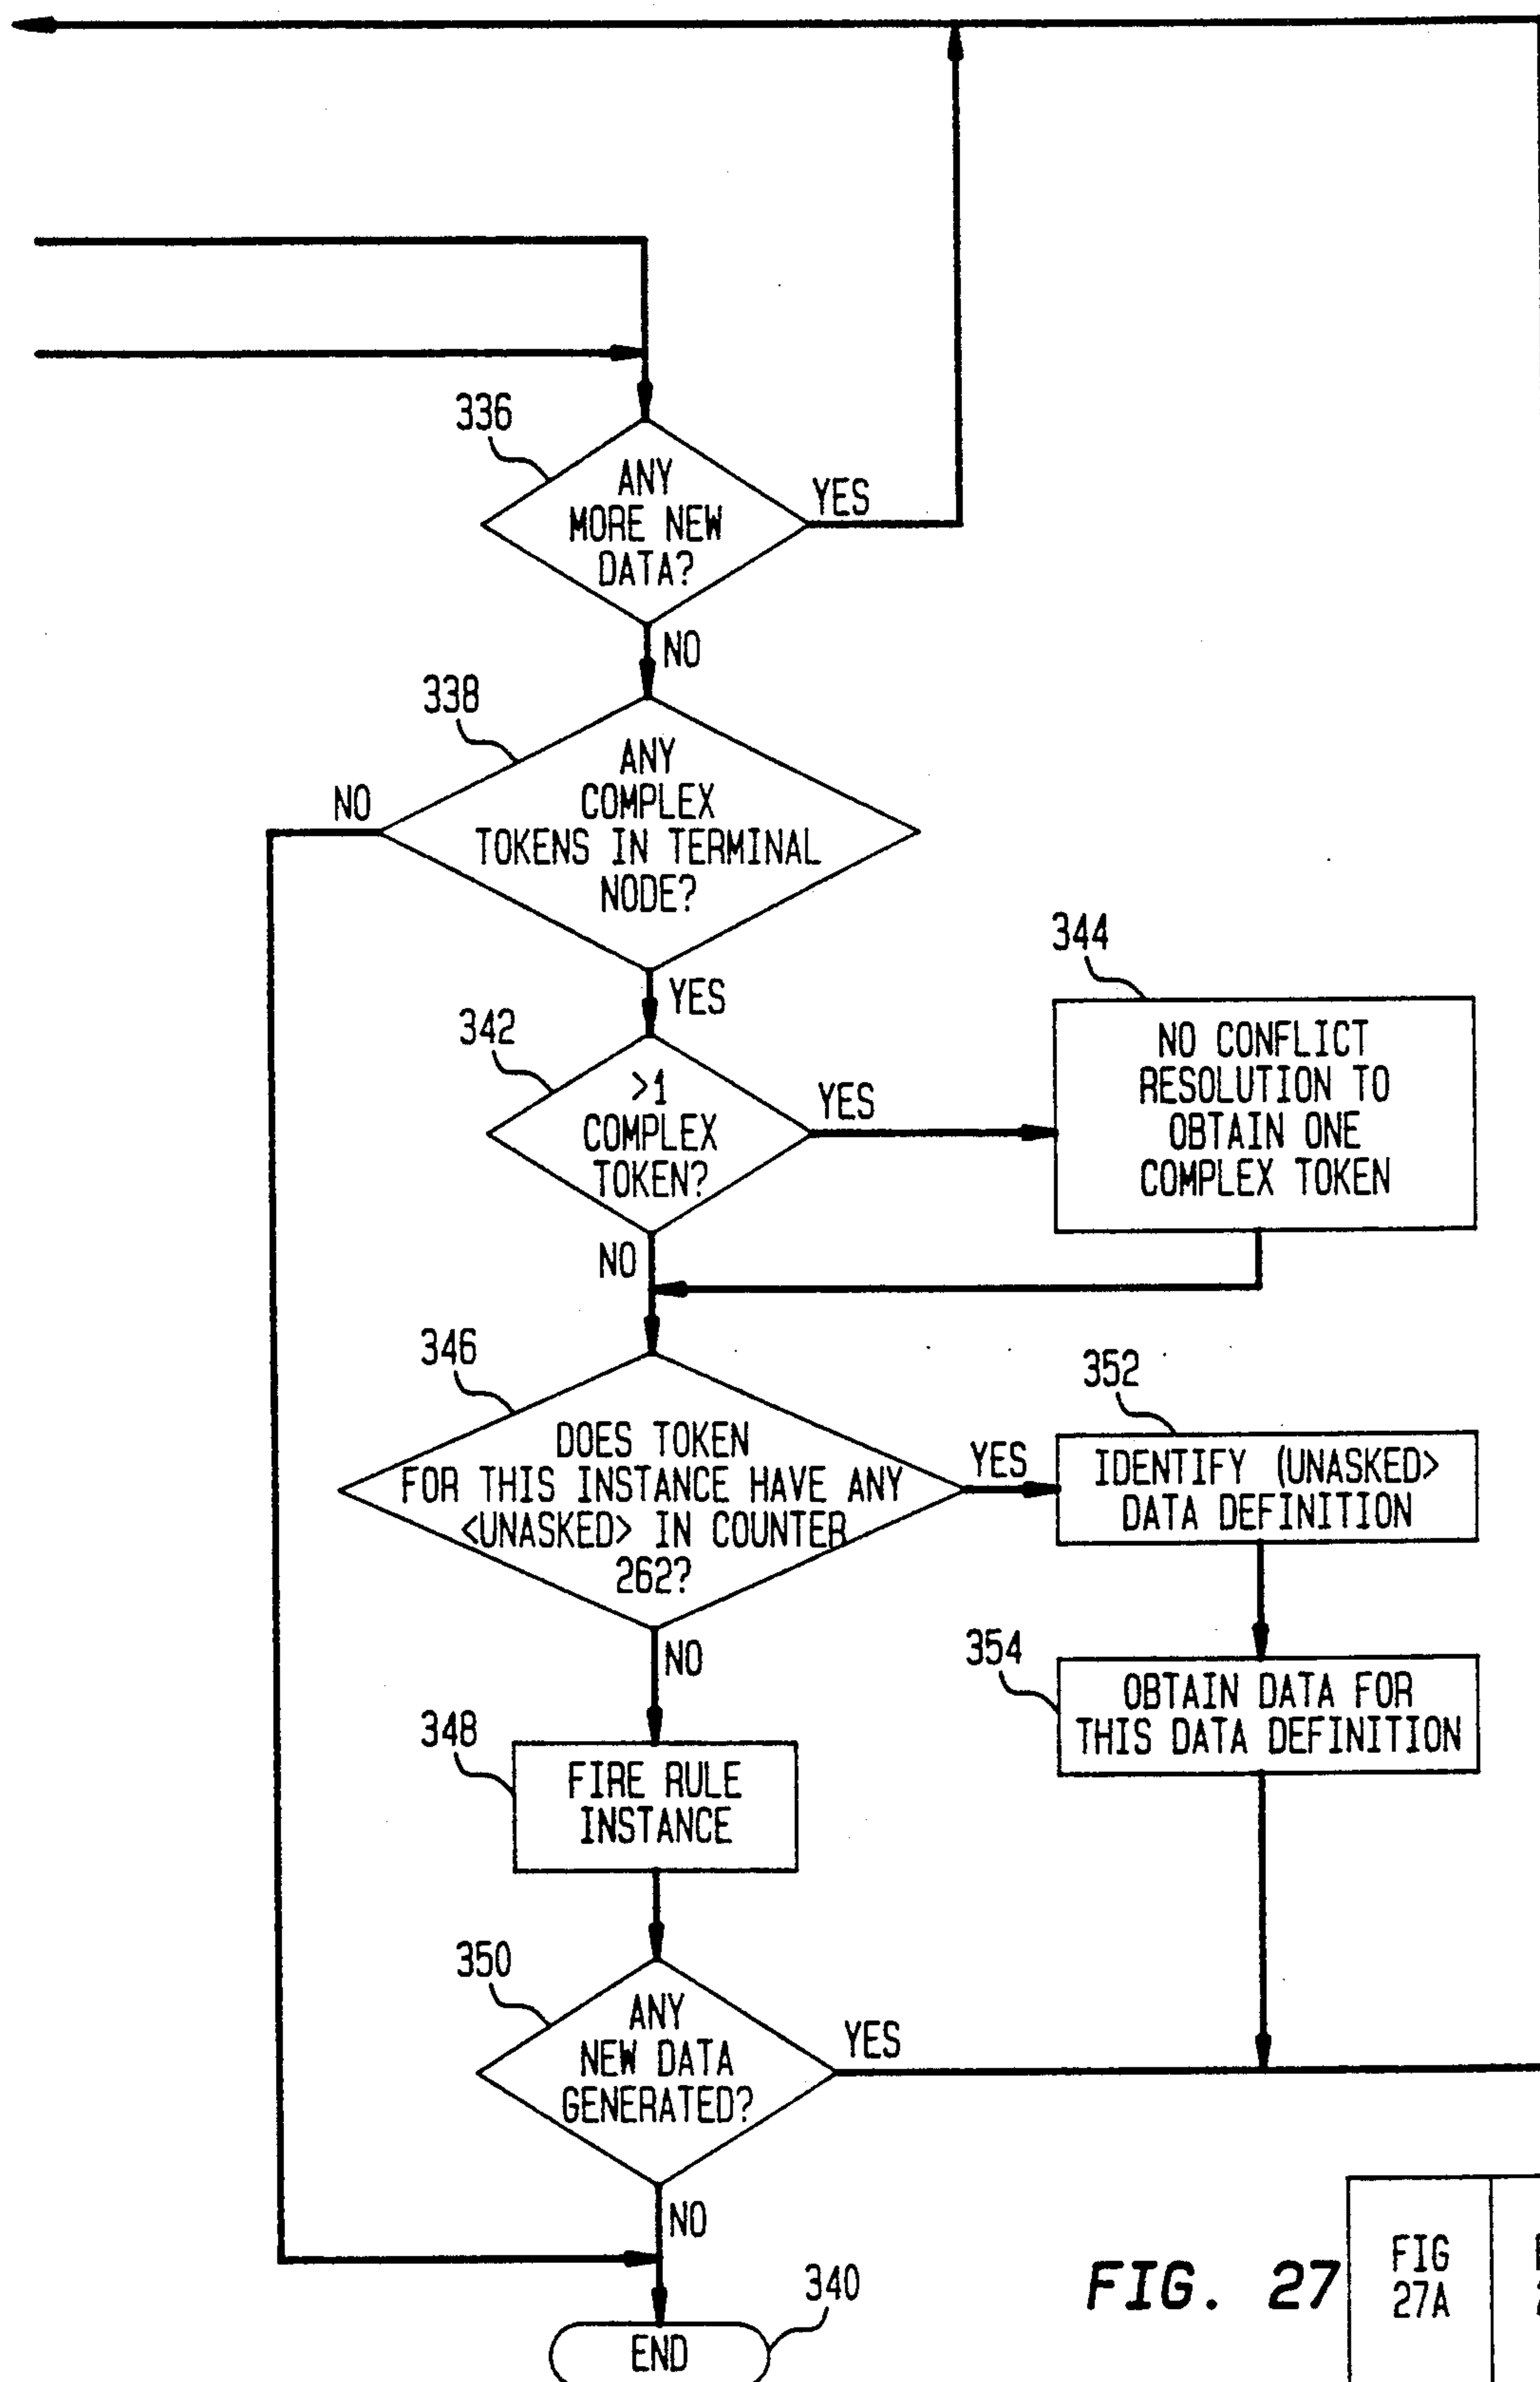 336
ANY
MORE NEW
DATA?
YES
NO
338
ANY
COMPLEX
TOKENS IN TERMINAL
NODE?
NO
YES
342
>1
COMPLEX
TOKEN?
YES
NO
344
NO CONFLICT
RESOLUTION TO
OBTAIN ONE
COMPLEX TOKEN
346
DOES TOKEN
FOR THIS INSTANCE HAVE ANY
<UNASKED> IN COUNTER
262?
YES
NO
352
IDENTIFY (UNASKED>
DATA DEFINITION
354
OBTAIN DATA FOR
THIS DATA DEFINITION
348
FIRE RULE
INSTANCE
350
ANY
NEW DATA
GENERATED?
YES
NO
340
END
FIG. 27
FIG
27A